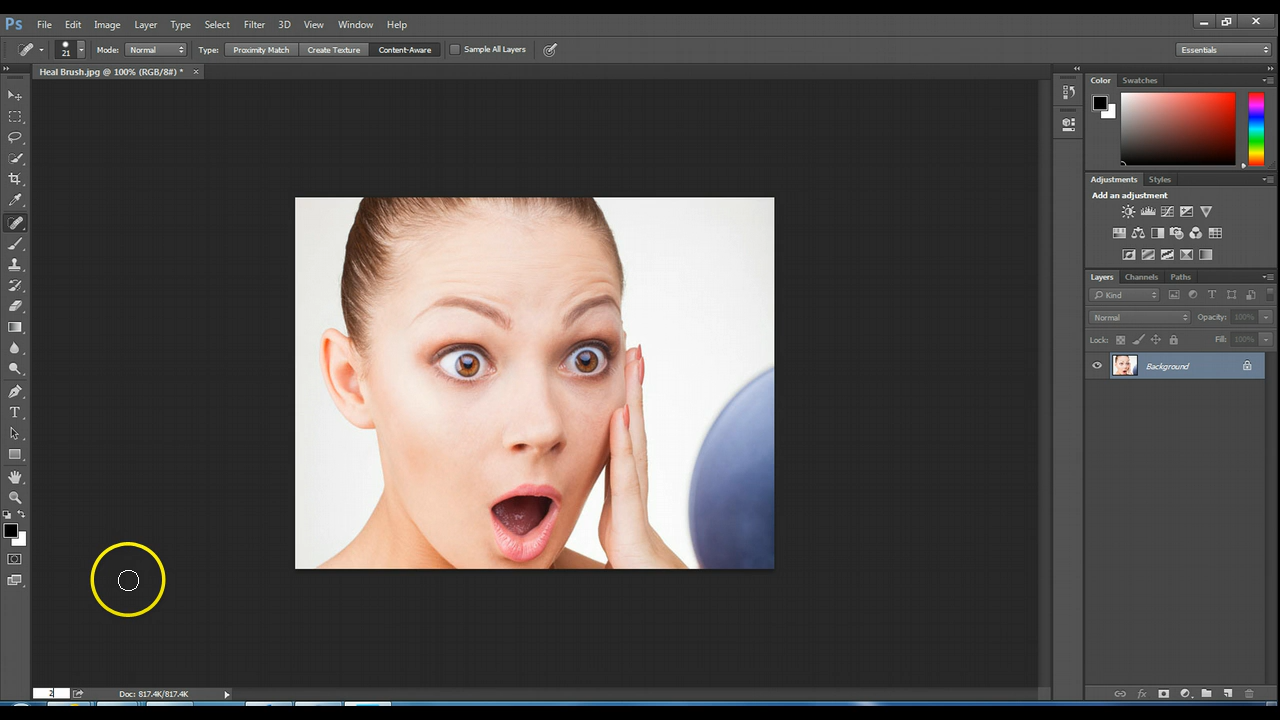 Ps File Edit Image Layer Type Select Filter 3D View Window Help
21 Mode: Normal Type: Proximity Match Create Texture Content-Aware Sample All Layers Essentials
Heal Brush.jpg @ 100% (RGB/8#) * ×
Color Swatches
Adjustments Styles
Add an adjustment
Layers Channels Paths
Kind
Normal Opacity: 100%
Lock: Fill: 100%
Background
2 Doc: 817.4K/817.4K